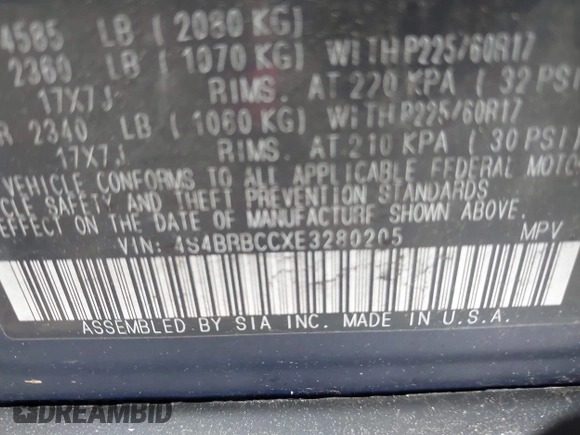 4585 LB ( 2080 KG)
2360 LB ( 1070 KG) WITH P225/60R17
17X7J RIMS. AT 220 KPA ( 32 PSI
R 2340 LB ( 1060 KG) WITH P225/60R17
17X7J RIMS. AT 210 KPA ( 30 PSI)
VEHICLE CONFORMS TO ALL APPLICABLE FEDERAL MOTO
CLE SAFETY AND THEFT PREVENTION STANDARDS
EFFECT ON THE DATE OF MANUFACTURE SHOWN ABOVE.
VIN: 4S4BRBCCXE3280205 MPV
ASSEMBLED BY SIA INC. MADE IN U.S.A.
DREAMBID